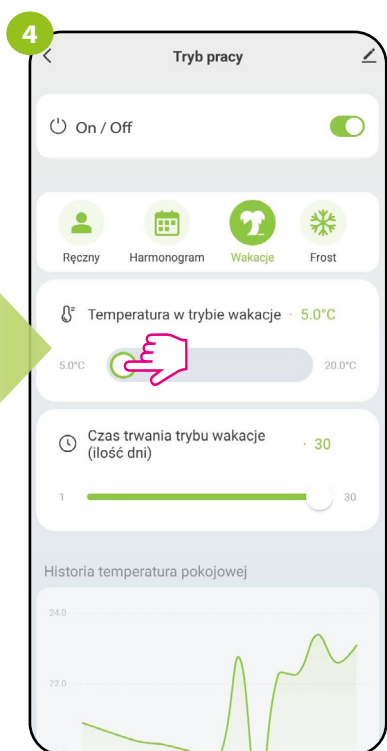 4
Tryb pracy
On / Off
Ręczny Harmonogram Wakacje Frost
Temperatura w trybie wakacje · 5.0°C
5.0°C 20.0°C
Czas trwania trybu wakacje
(ilość dni) · 30
1 30
Historia temperatura pokojowej
24.0
22.0